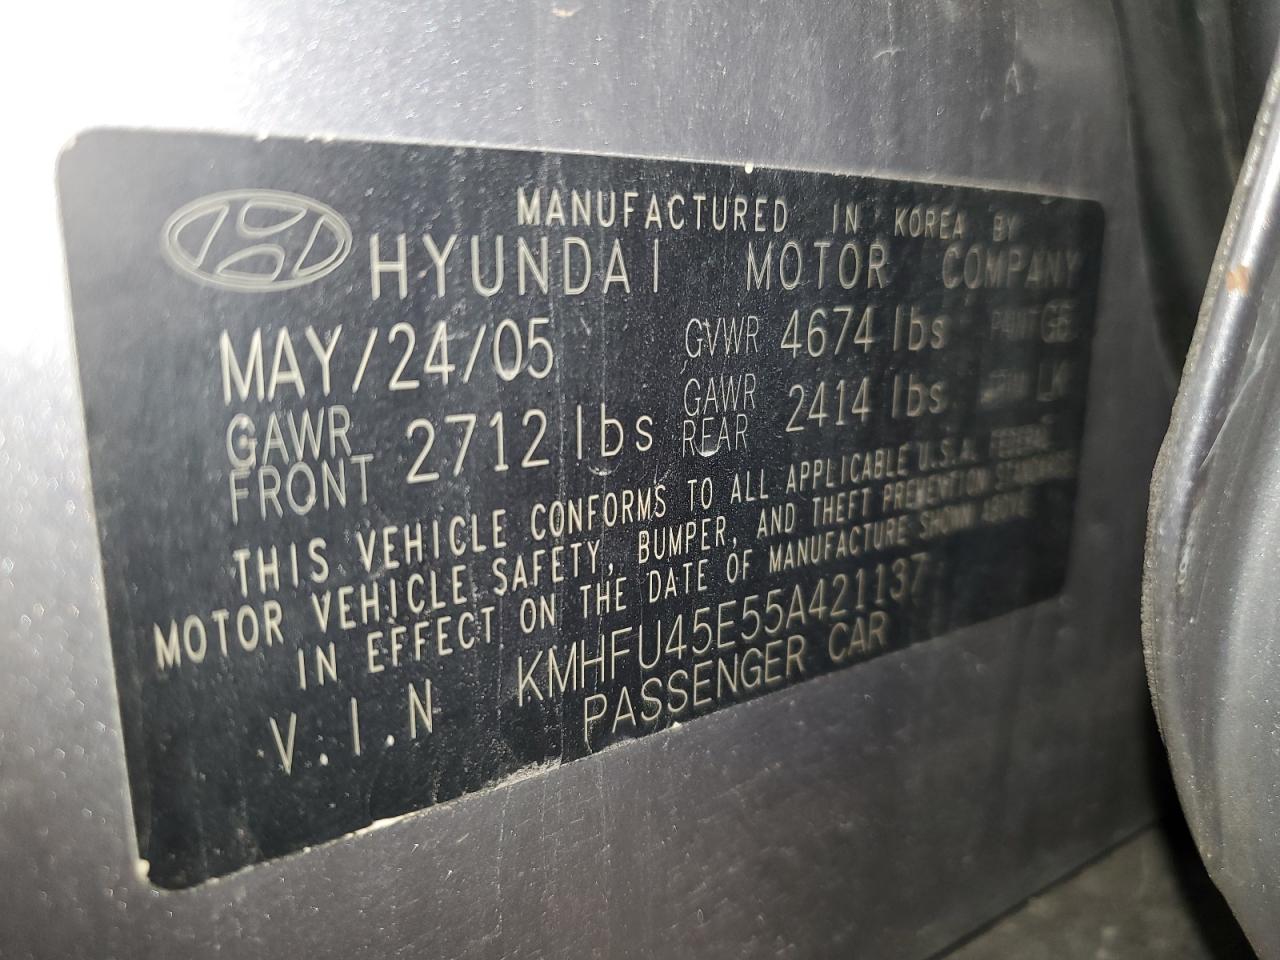 MANUFACTURED IN KOREA BY
HYUNDAI MOTOR COMPANY
MAY/24/05 GVWR 4674 lbs PAINT
GAWR FRONT 2712 lbs GAWR REAR 2414 lbs
THIS VEHICLE CONFORMS TO ALL APPLICABLE U.S.A. FEDERAL
MOTOR VEHICLE SAFETY, BUMPER, AND THEFT PREVENTION STANDARDS
IN EFFECT ON THE DATE OF MANUFACTURE SHOWN ABOVE
V.I.N KMHFU45E55A421137
PASSENGER CAR